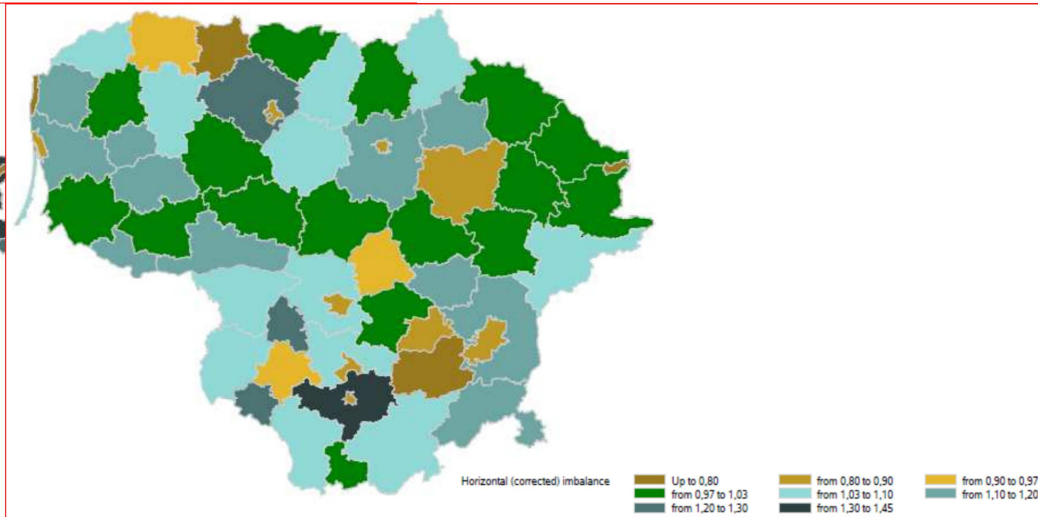 Horizontal (corrected) imbalance
Up to 0,80
from 0,80 to 0,90
from 0,90 to 0,97
from 0,97 to 1,03
from 1,03 to 1,10
from 1,10 to 1,20
from 1,20 to 1,30
from 1,30 to 1,45